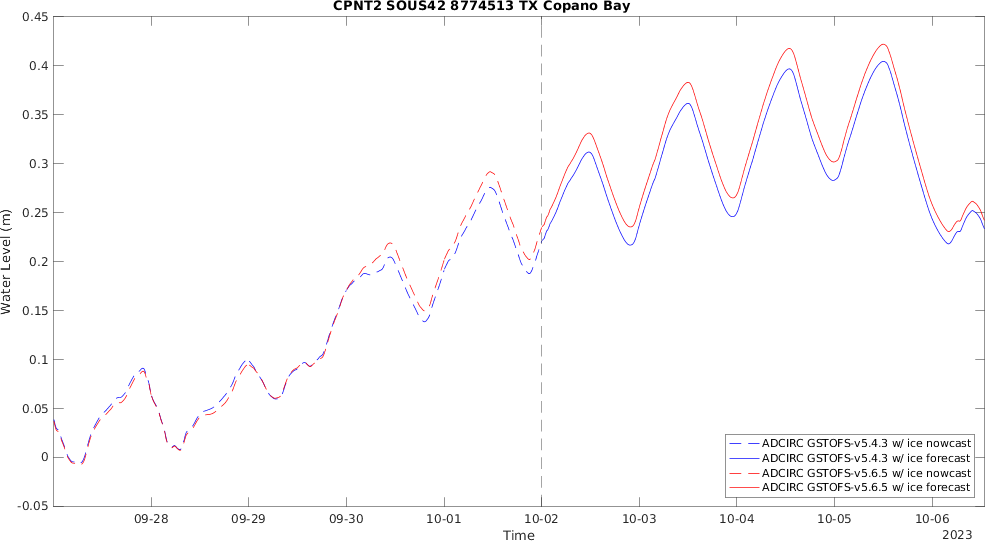 CPNT2 SOUS42 8774513 TX Copano Bay
0.45
0.4
0.35
0.3
0.25
0.2
0.15
0.1
0.05
0
-0.05
Water Level (m)
09-28 09-29 09-30 10-01 10-02 10-03 10-04 10-05 10-06
Time
2023
ADCIRC GSTOFS-v5.4.3 w/ ice nowcast
ADCIRC GSTOFS-v5.4.3 w/ ice forecast
ADCIRC GSTOFS-v5.6.5 w/ ice nowcast
ADCIRC GSTOFS-v5.6.5 w/ ice forecast